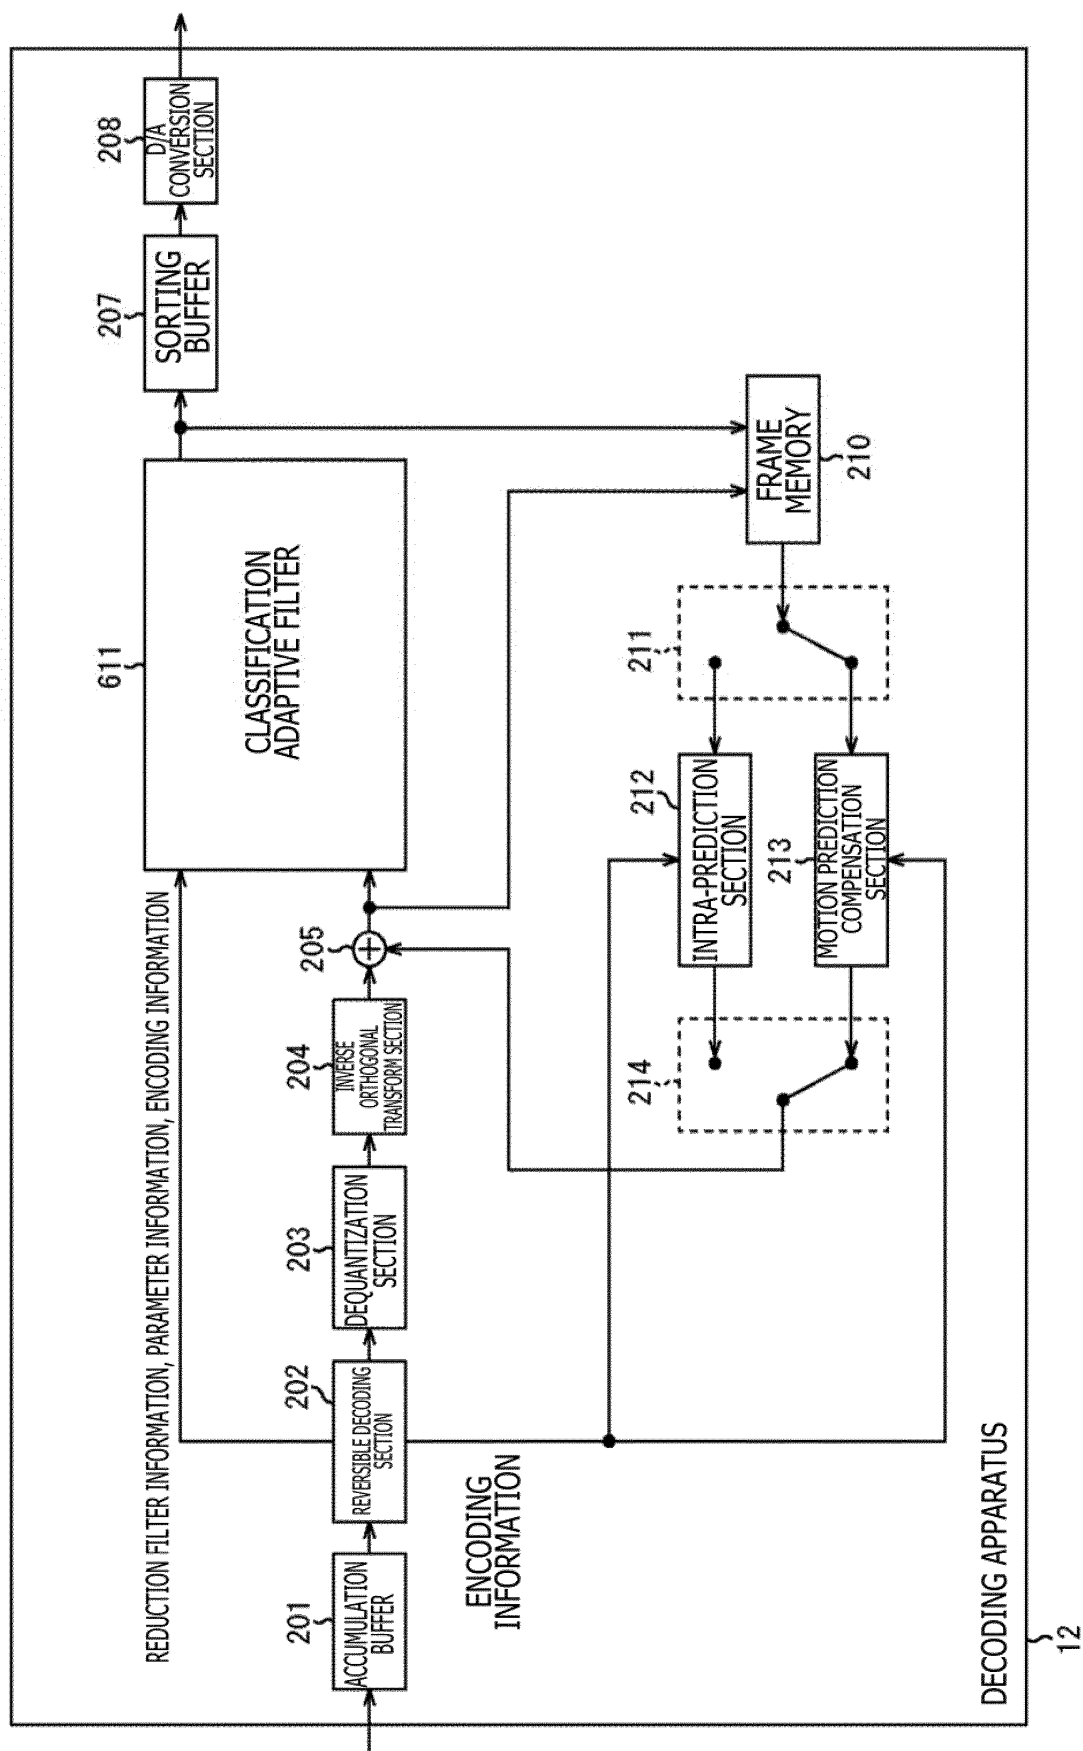 REDUCTION FILTER INFORMATION, PARAMETER INFORMATION, ENCODING INFORMATION
201
ACCUMULATION
BUFFER
202
REVERSIBLE DECODING
SECTION
203
DEQUANTIZATION
SECTION
204
INVERSE
ORTHOGONAL
TRANSFORM SECTION
205
611
CLASSIFICATION
ADAPTIVE FILTER
207
SORTING
BUFFER
208
D/A
CONVERSION
SECTION
ENCODING
INFORMATION
214
212
INTRA-PREDICTION
SECTION
213
MOTION PREDICTION
COMPENSATION
SECTION
211
FRAME
MEMORY
210
DECODING APPARATUS
12